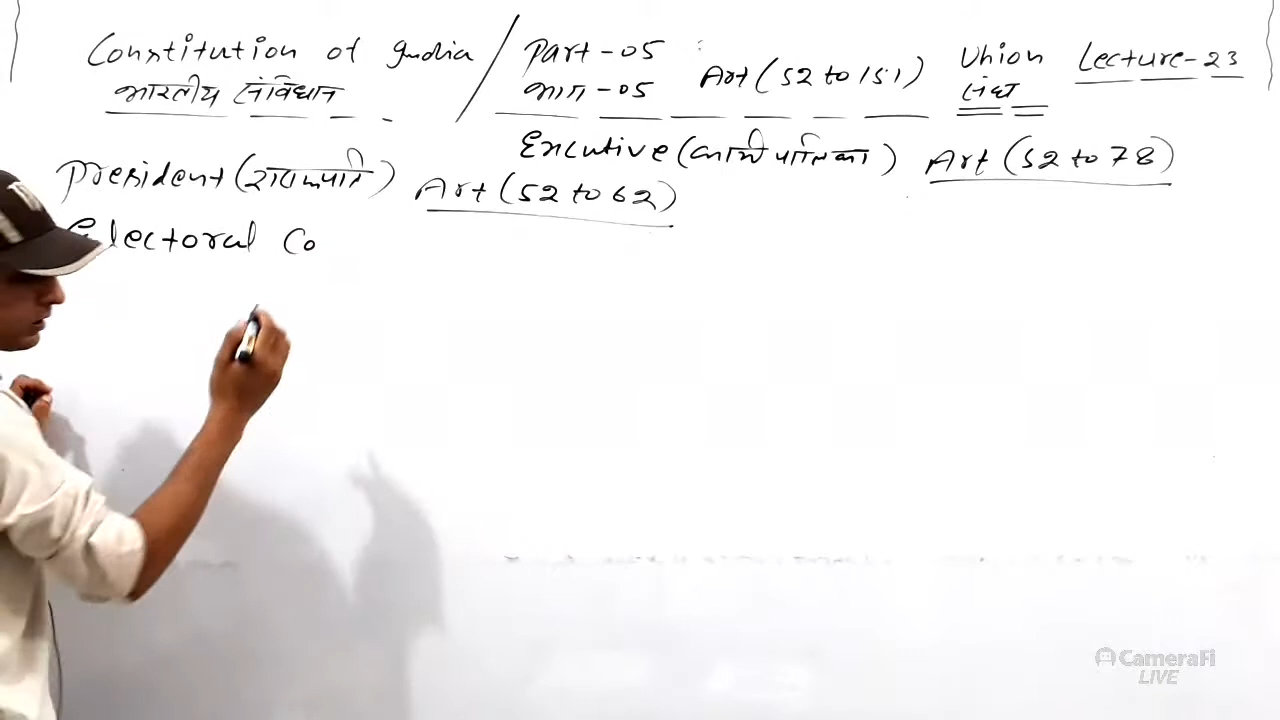 Constitution of India / Part-05 Art (52 to 151) Union Lecture-23
भारतीय संविधान भाग-05 संघ
Executive (कार्यपालिका) Art (52 to 78)
President (राष्ट्रपति) Art (52 to 62)
Electoral Co
CameraFi
LIVE